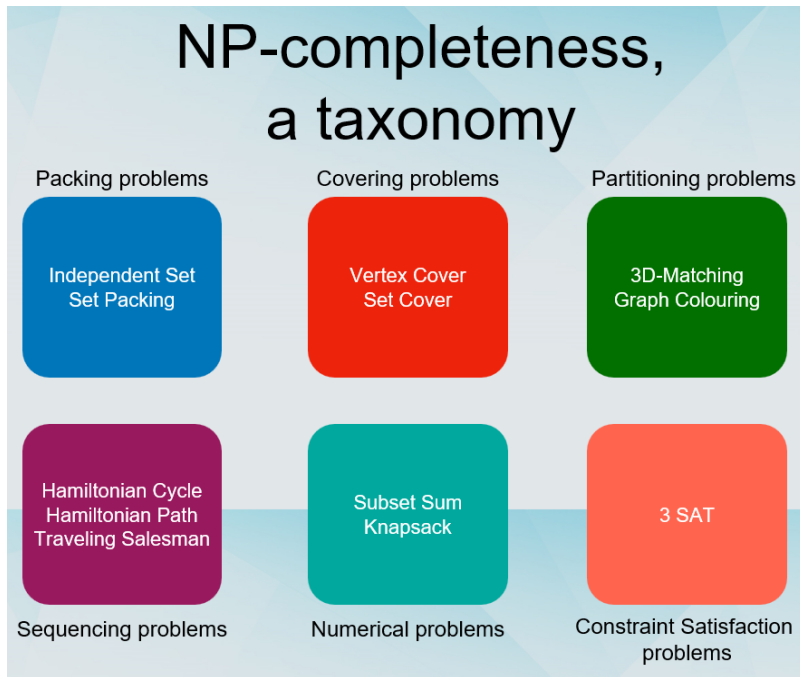 NP-completeness,
a taxonomy
Packing problems
Independent Set
Set Packing
Covering problems
Vertex Cover
Set Cover
Partitioning problems
3D-Matching
Graph Colouring
Hamiltonian Cycle
Hamiltonian Path
Traveling Salesman
Sequencing problems
Subset Sum
Knapsack
Numerical problems
3 SAT
Constraint Satisfaction
problems